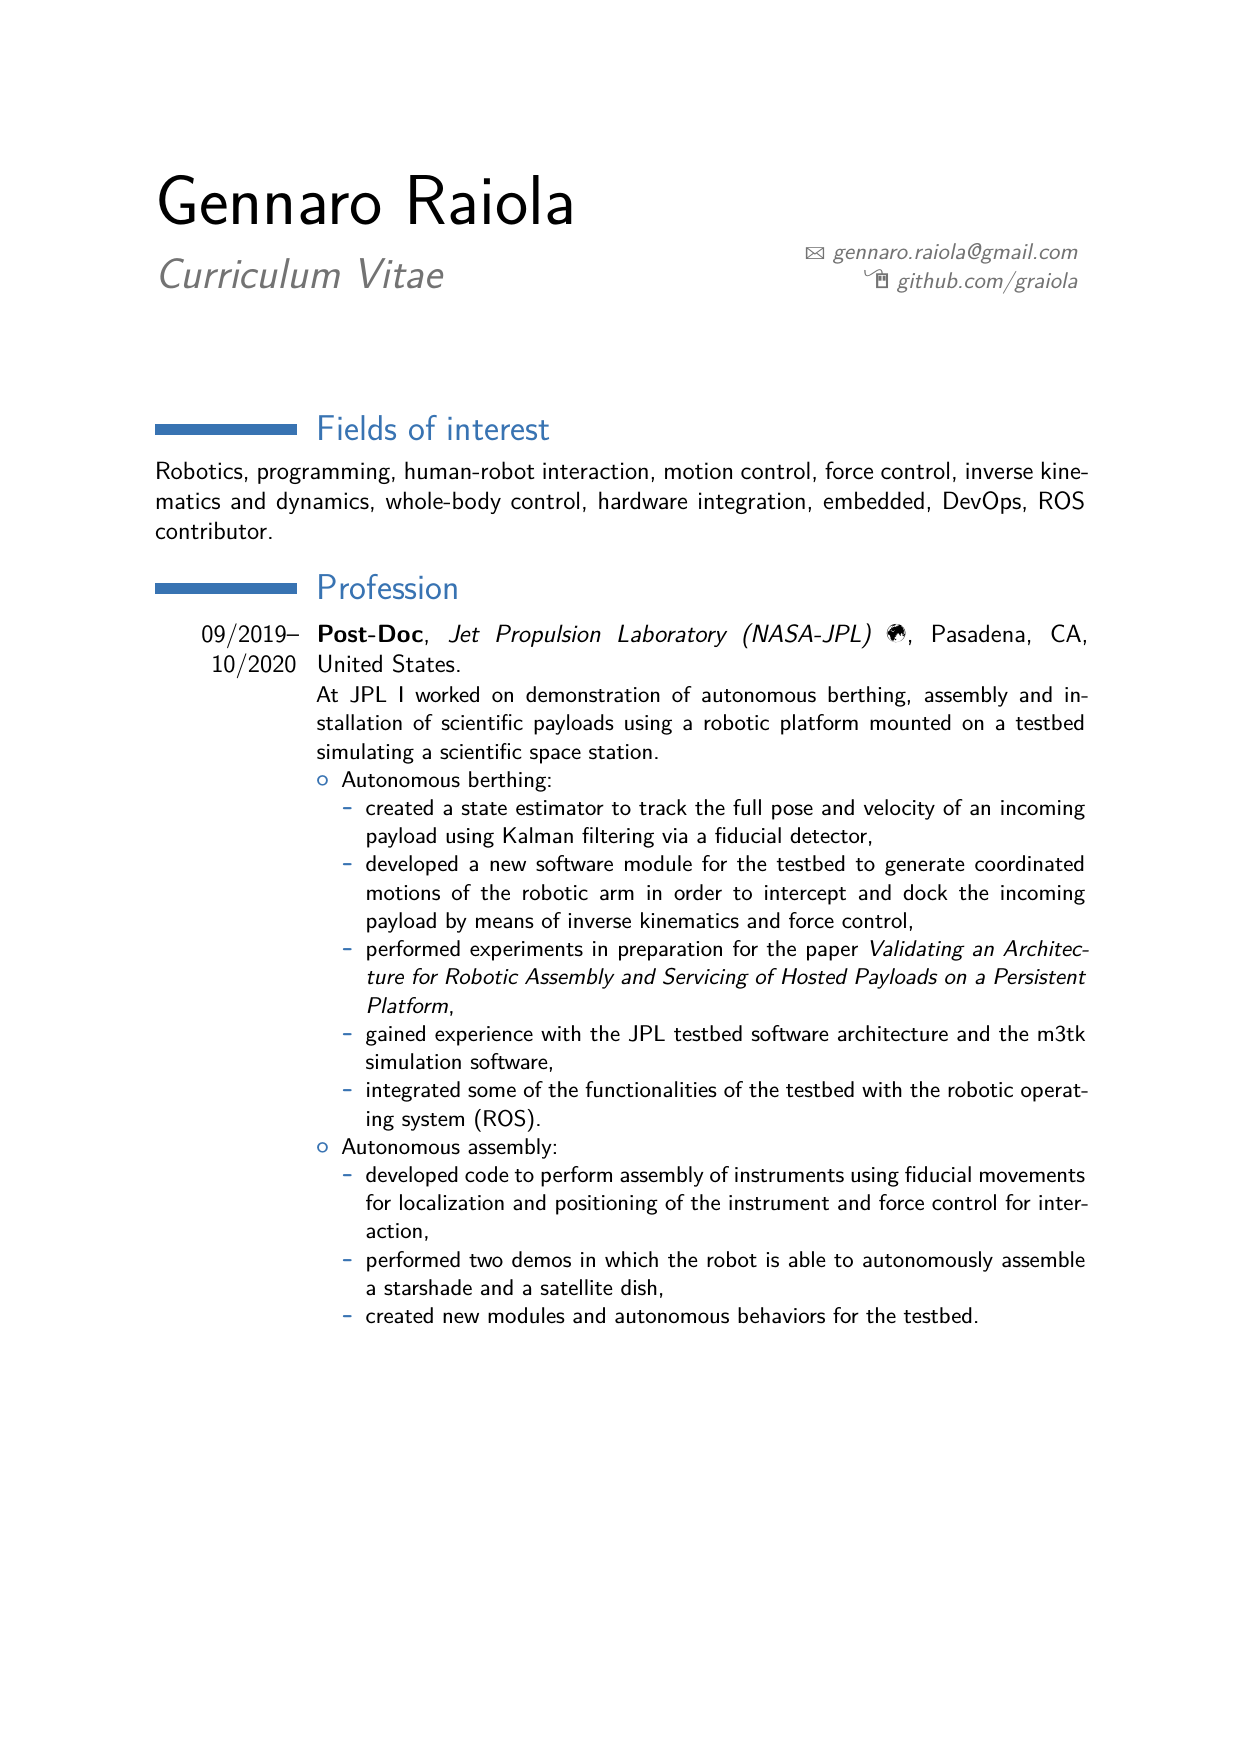 Gennaro Raiola
Curriculum Vitae
gennaro.raiola@gmail.com
github.com/graiola
Fields of interest
Robotics, programming, human-robot interaction, motion control, force control, inverse kine-
matics and dynamics, whole-body control, hardware integration, embedded, DevOps, ROS
contributor.
Profession
09/2019–
10/2020
Post-Doc, Jet Propulsion Laboratory (NASA-JPL) , Pasadena, CA,
United States.
At JPL I worked on demonstration of autonomous berthing, assembly and in-
stallation of scientific payloads using a robotic platform mounted on a testbed
simulating a scientific space station.
○ Autonomous berthing:
- created a state estimator to track the full pose and velocity of an incoming
payload using Kalman filtering via a fiducial detector,
- developed a new software module for the testbed to generate coordinated
motions of the robotic arm in order to intercept and dock the incoming
payload by means of inverse kinematics and force control,
- performed experiments in preparation for the paper Validating an Architec-
ture for Robotic Assembly and Servicing of Hosted Payloads on a Persistent
Platform,
- gained experience with the JPL testbed software architecture and the m3tk
simulation software,
- integrated some of the functionalities of the testbed with the robotic operat-
ing system (ROS).
○ Autonomous assembly:
- developed code to perform assembly of instruments using fiducial movements
for localization and positioning of the instrument and force control for inter-
action,
- performed two demos in which the robot is able to autonomously assemble
a starshade and a satellite dish,
- created new modules and autonomous behaviors for the testbed.